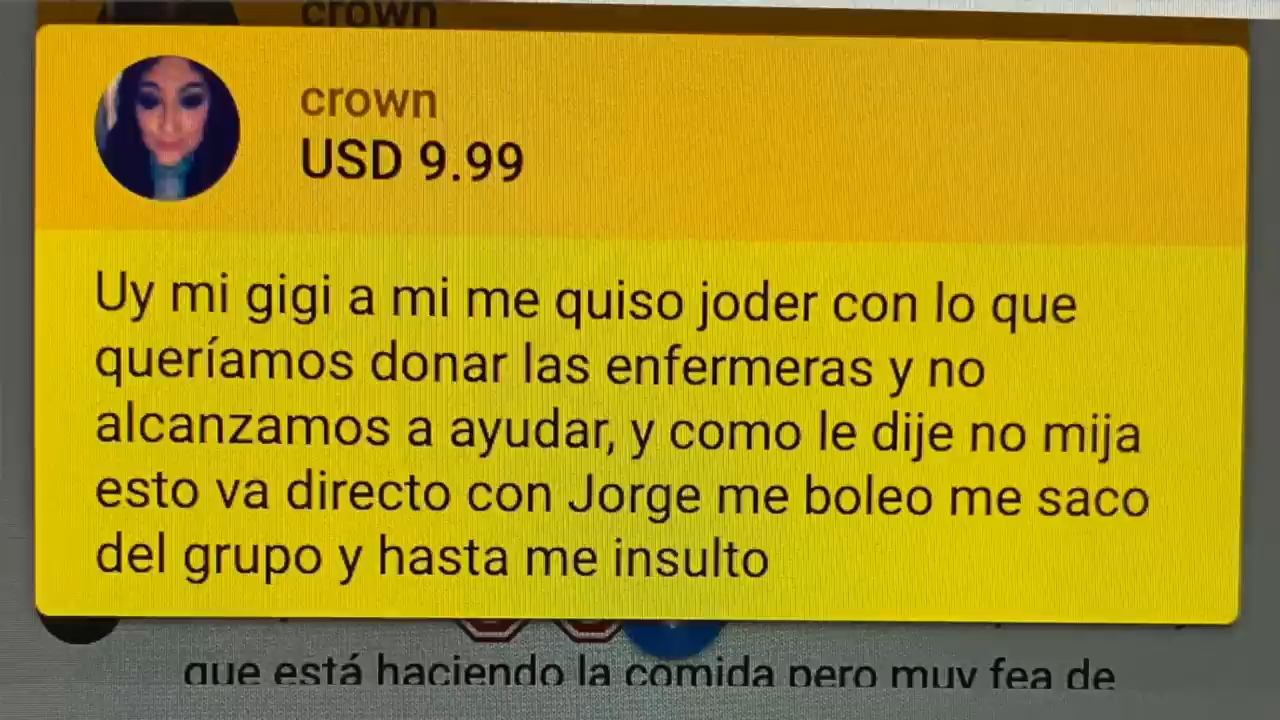 crown
crown
USD 9.99
Uy mi gigi a mi me quiso joder con lo que
queríamos donar las enfermeras y no
alcanzamos a ayudar, y como le dije no mija
esto va directo con Jorge me boleo me saco
del grupo y hasta me insulto
que está haciendo la comida pero muy fea de